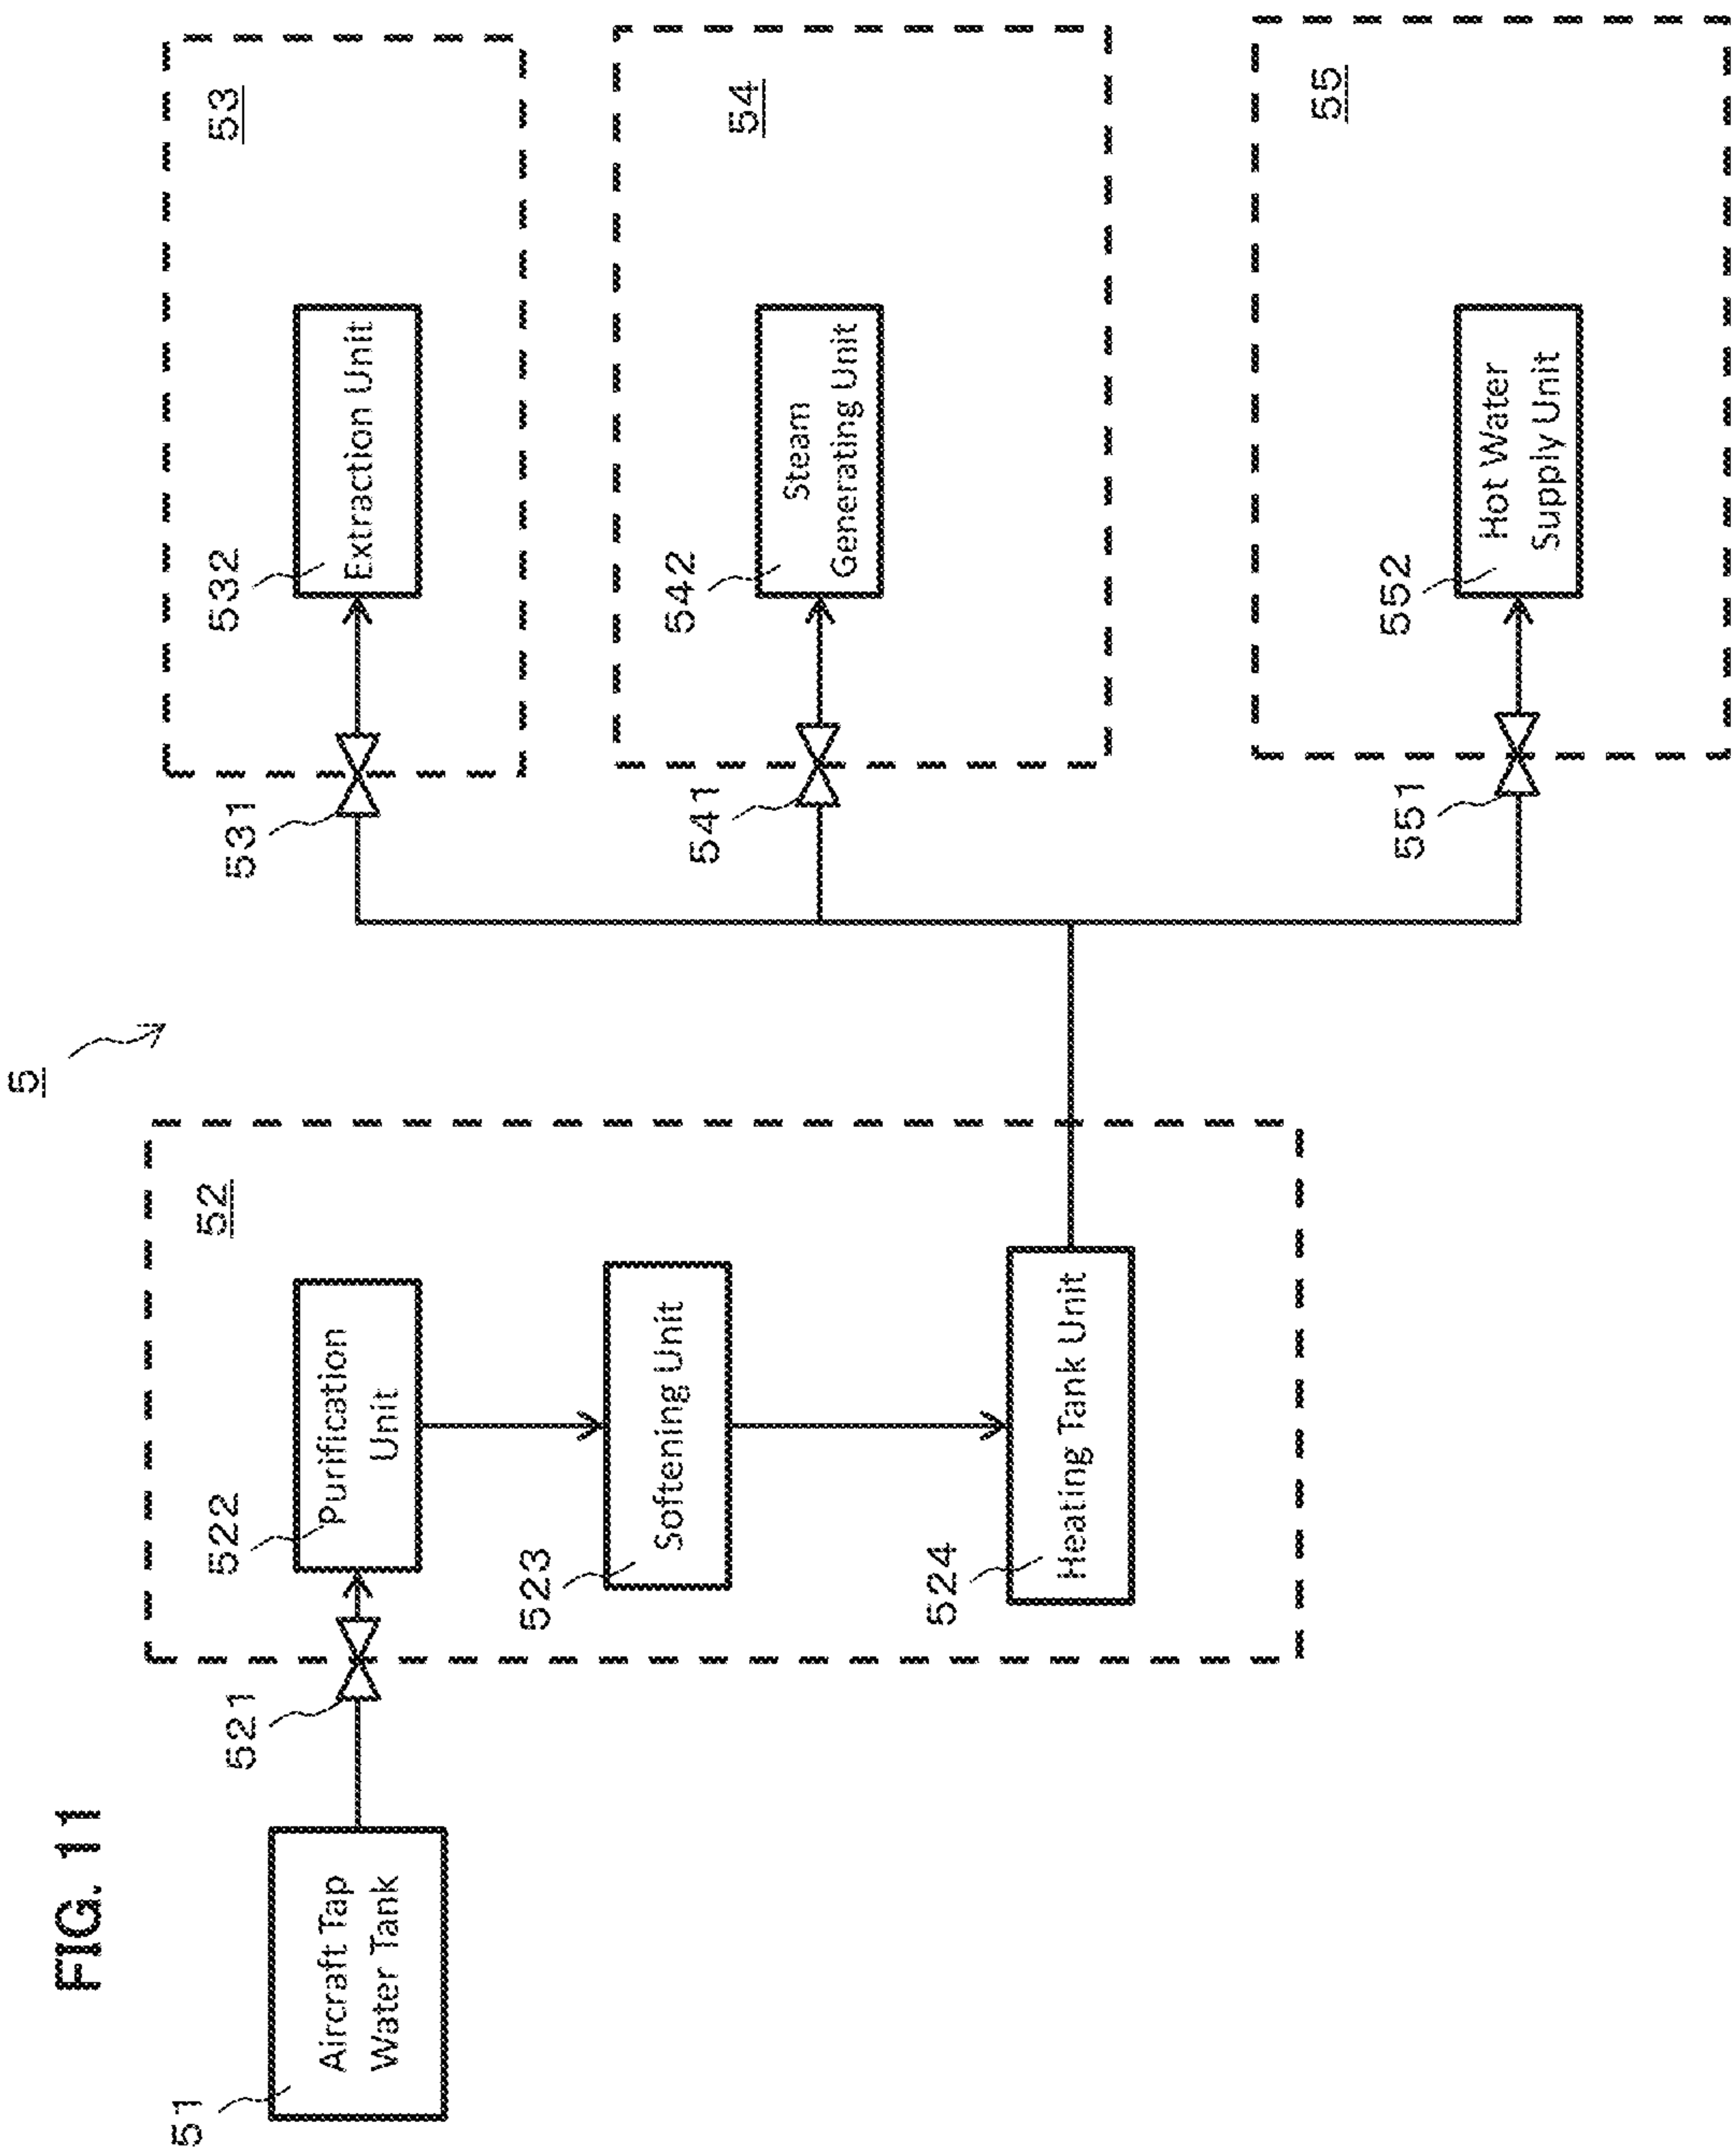 FIG. 11
5
51
Aircraft Tap
Water Tank
521
52
522
Purification
Unit
523
Softening Unit
524
Heating Tank Unit
531
53
532
Extraction Unit
541
54
542
Steam
Generating Unit
551
55
552
Hot Water
Supply Unit